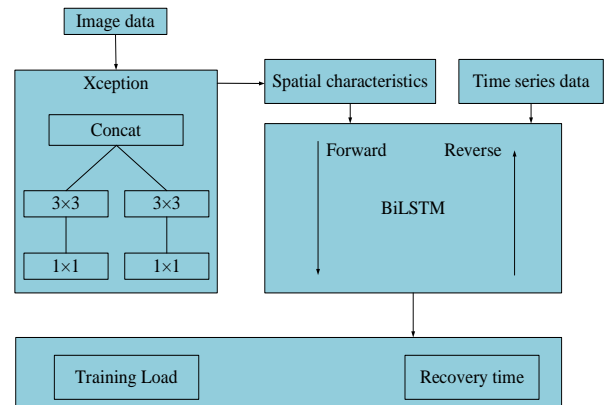 Image data
Xception
Spatial characteristics
Time series data
Concat
Forward
Reverse
3×3
3×3
BiLSTM
1×1
1×1
Training Load
Recovery time